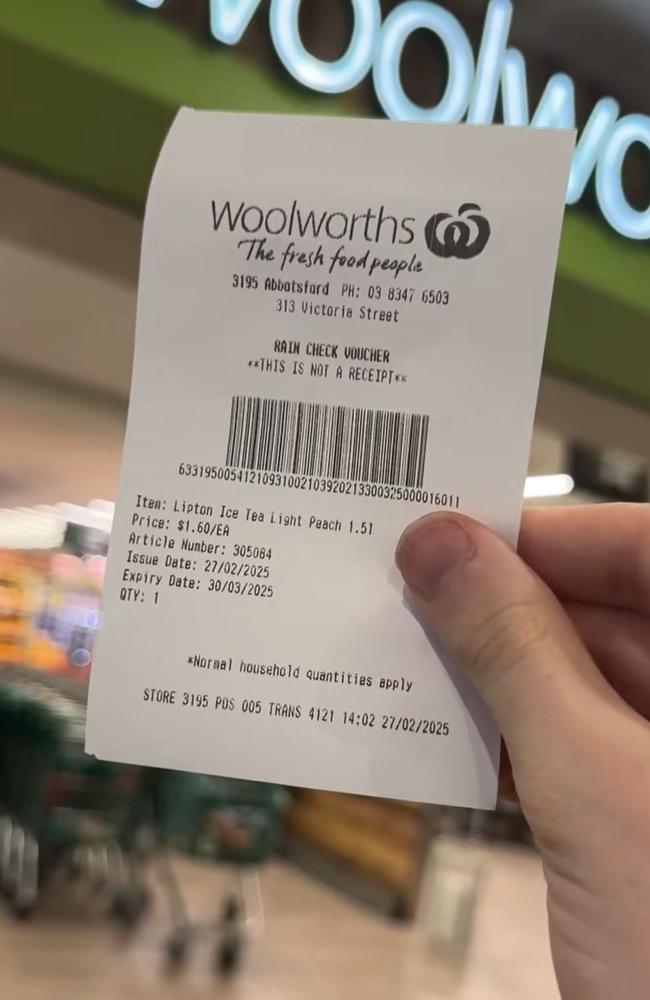 Woolwo
Woolworths
The fresh food people
3195 Abbotsford PH: 03 8347 6503
313 Victoria Street
RAIN CHECK VOUCHER
**THIS IS NOT A RECEIPT**
63319500541210931002103920213300325000016011
Item: Lipton Ice Tea Light Peach 1.5l
Price: $1.60/EA
Article Number: 305064
Issue Date: 27/02/2025
Expiry Date: 30/03/2025
QTY: 1
*Normal household quantities apply
STORE 3195 POS 005 TRANS 4121 14:02 27/02/2025